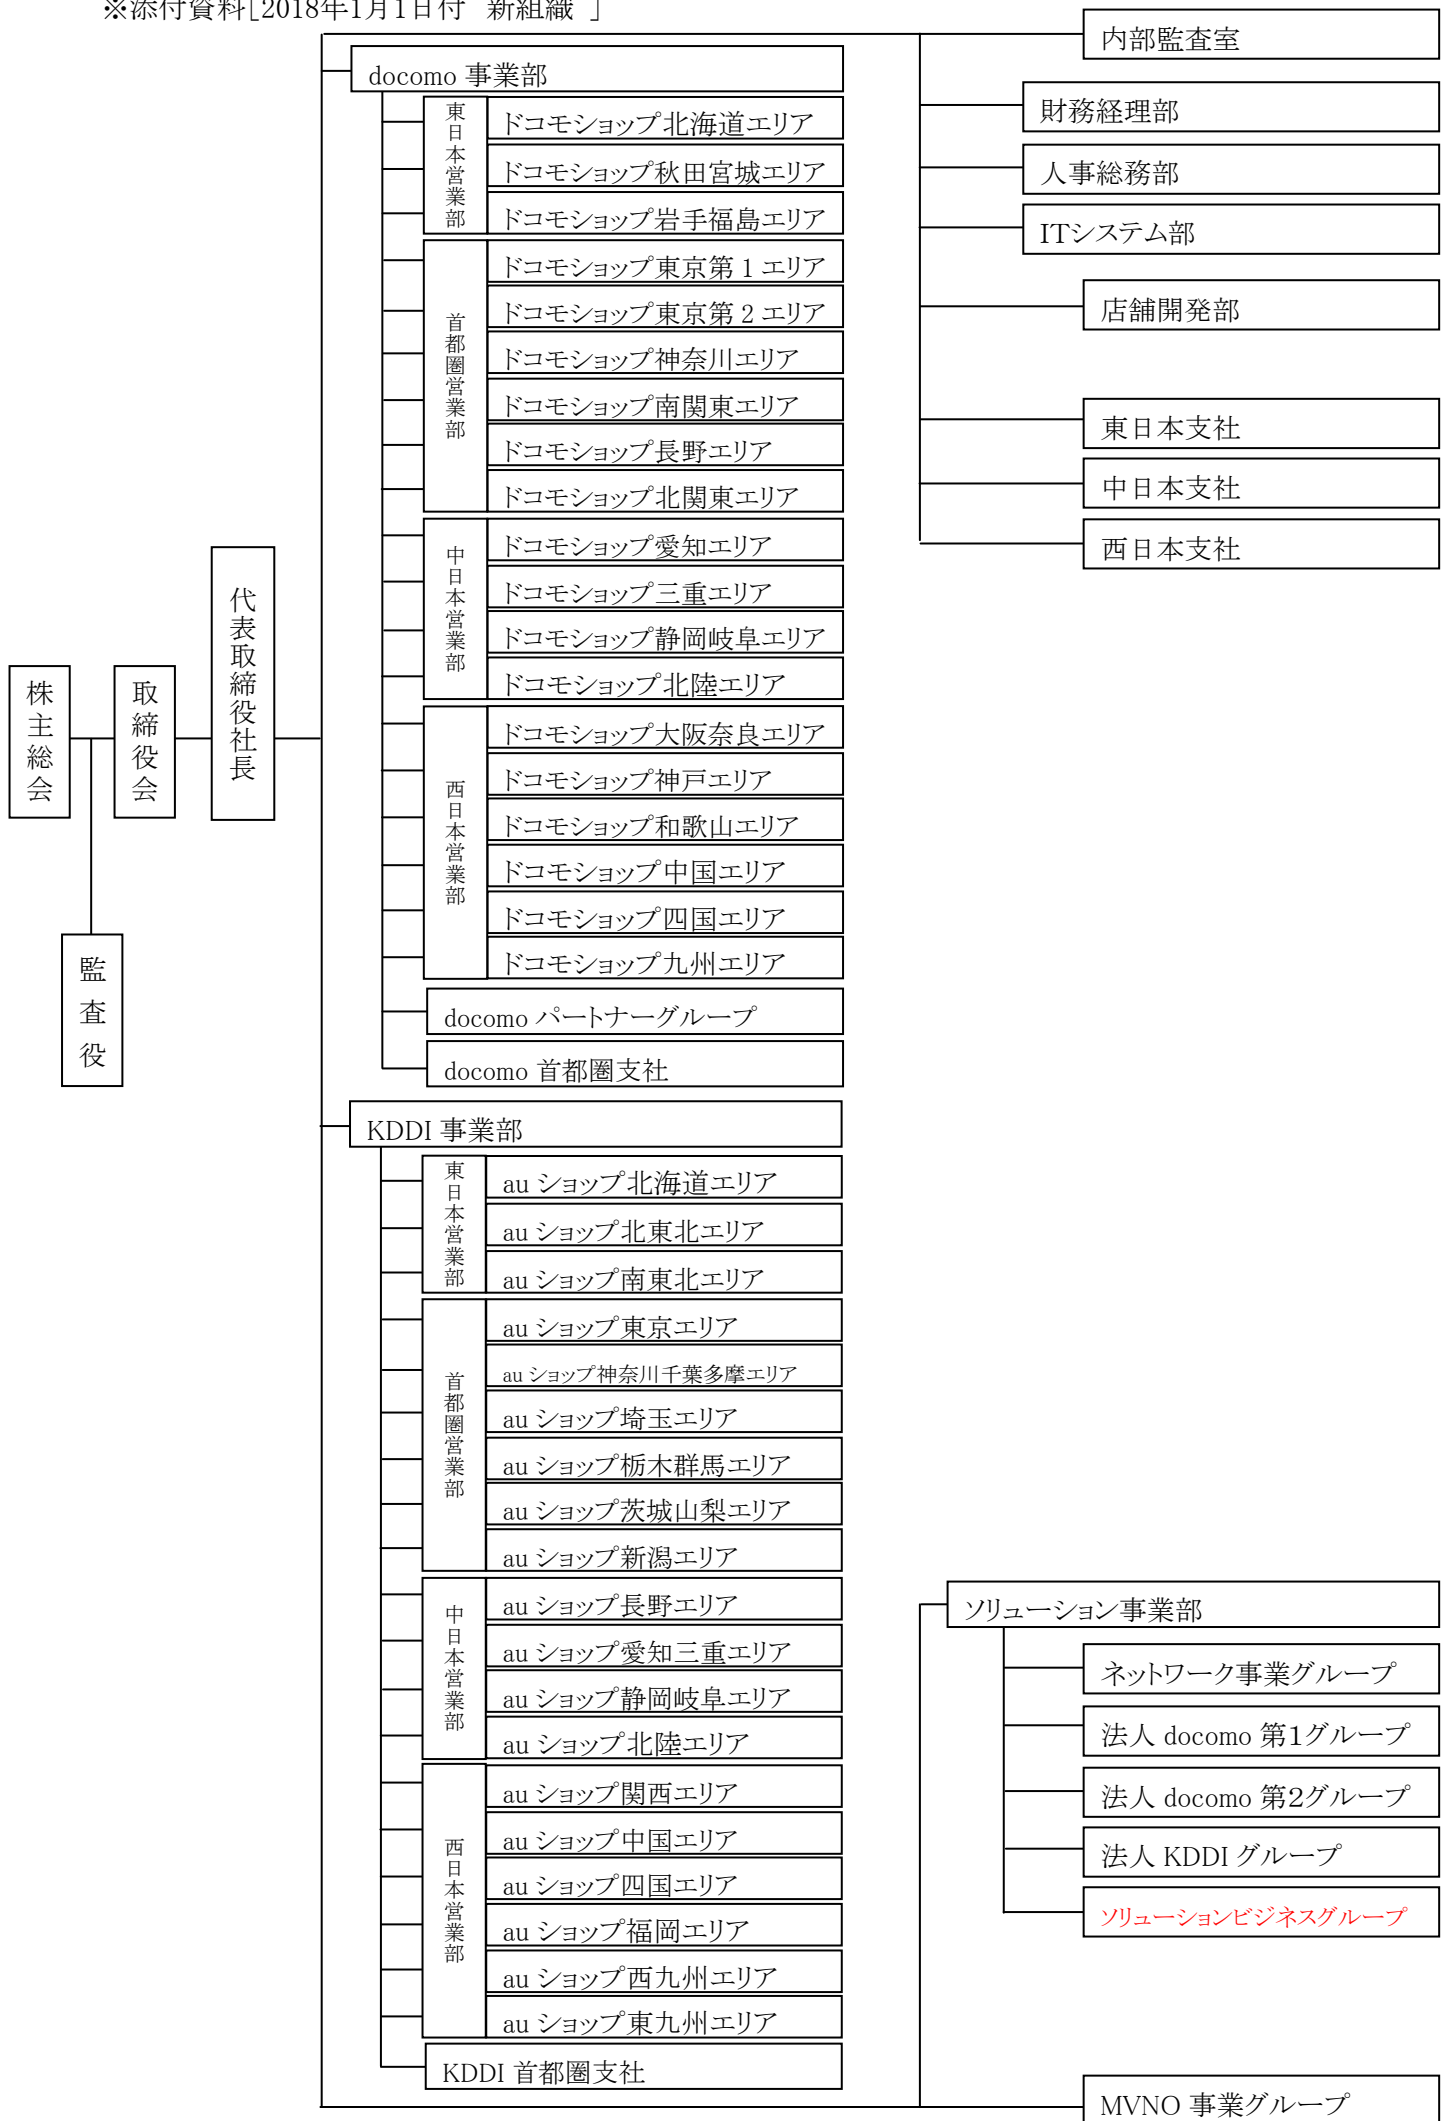 ※添付資料[2018年1月1日付　新組織　]
株主総会
取締役会
監査役
代表取締役社長
docomo 事業部
東日本営業部
ドコモショップ北海道エリア
ドコモショップ秋田宮城エリア
ドコモショップ岩手福島エリア
首都圏営業部
ドコモショップ東京第 1 エリア
ドコモショップ東京第 2 エリア
ドコモショップ神奈川エリア
ドコモショップ南関東エリア
ドコモショップ長野エリア
ドコモショップ北関東エリア
中日本営業部
ドコモショップ愛知エリア
ドコモショップ三重エリア
ドコモショップ静岡岐阜エリア
ドコモショップ北陸エリア
西日本営業部
ドコモショップ大阪奈良エリア
ドコモショップ神戸エリア
ドコモショップ和歌山エリア
ドコモショップ中国エリア
ドコモショップ四国エリア
ドコモショップ九州エリア
docomo パートナーグループ
docomo 首都圏支社
KDDI 事業部
東日本営業部
au ショップ北海道エリア
au ショップ北東北エリア
au ショップ南東北エリア
首都圏営業部
au ショップ東京エリア
au ショップ神奈川千葉多摩エリア
au ショップ埼玉エリア
au ショップ栃木群馬エリア
au ショップ茨城山梨エリア
au ショップ新潟エリア
中日本営業部
au ショップ長野エリア
au ショップ愛知三重エリア
au ショップ静岡岐阜エリア
au ショップ北陸エリア
西日本営業部
au ショップ関西エリア
au ショップ中国エリア
au ショップ四国エリア
au ショップ福岡エリア
au ショップ西九州エリア
au ショップ東九州エリア
KDDI 首都圏支社
内部監査室
財務経理部
人事総務部
ITシステム部
店舗開発部
東日本支社
中日本支社
西日本支社
ソリューション事業部
ネットワーク事業グループ
法人 docomo 第1グループ
法人 docomo 第2グループ
法人 KDDI グループ
ソリューションビジネスグループ
MVNO 事業グループ